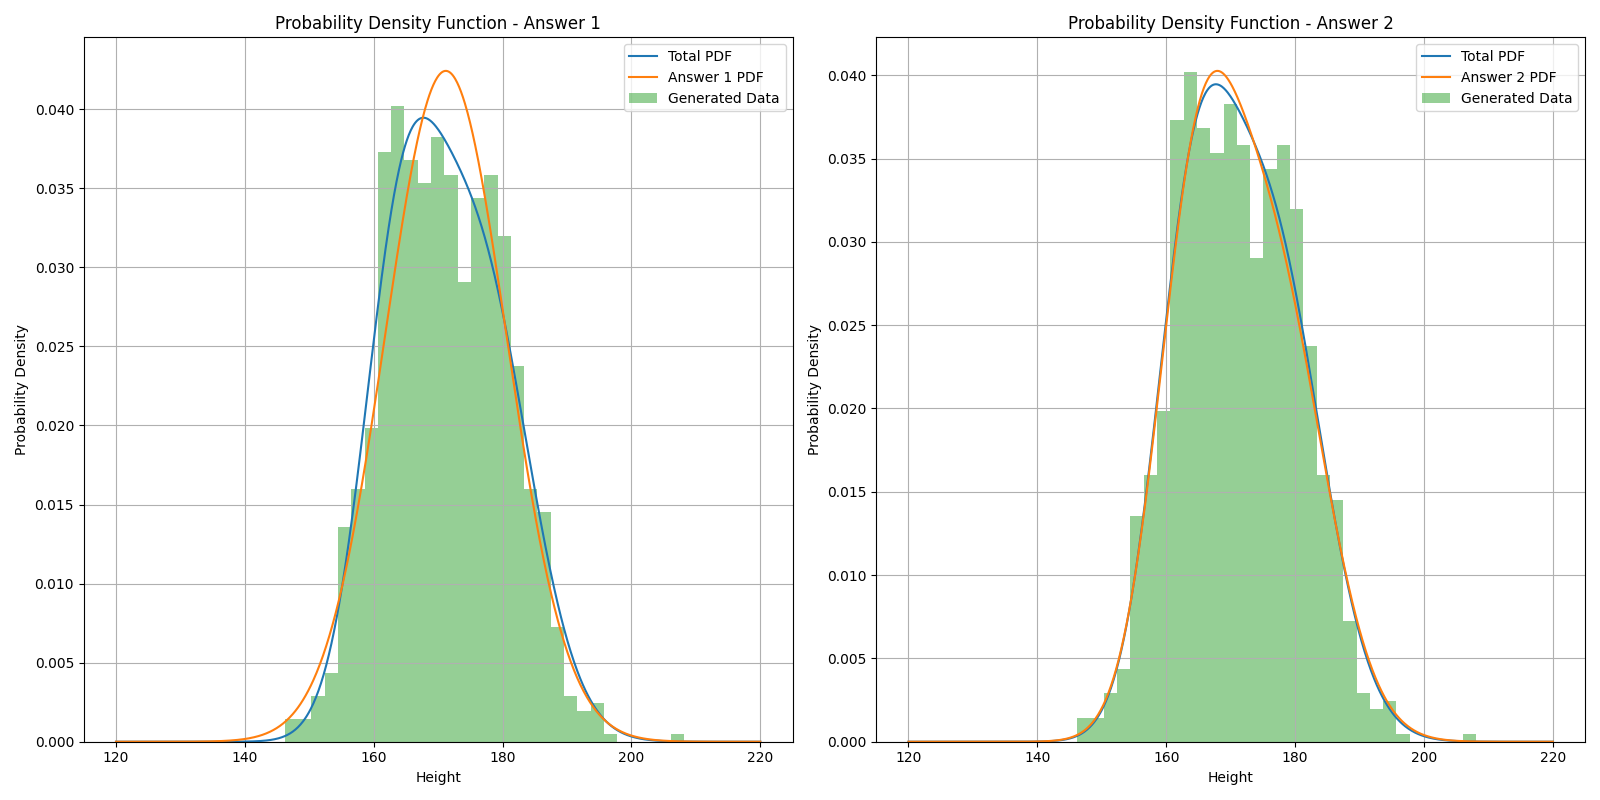 Probability Density Function - Answer 1
Total PDF
Answer 1 PDF
Generated Data
0.040
0.035
0.030
0.025
0.020
0.015
0.010
0.005
0.000
Probability Density
120 140 160 180 200 220
Height
Probability Density Function - Answer 2
Total PDF
Answer 2 PDF
Generated Data
0.040
0.035
0.030
0.025
0.020
0.015
0.010
0.005
0.000
Probability Density
120 140 160 180 200 220
Height